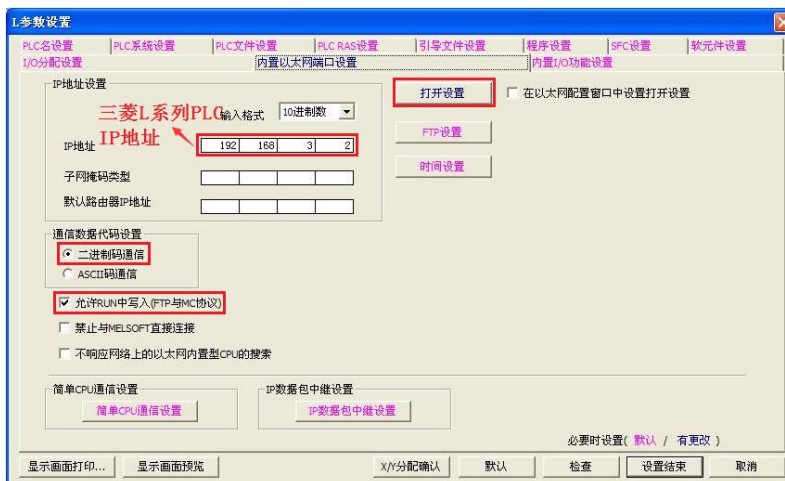 L参数设置
PLC名设置 PLC系统设置 PLC文件设置 PLC RAS设置 引导文件设置 程序设置 SFC设置 软元件设置
I/O分配设置 内置以太网端口设置 内置I/O功能设置
IP地址设置
三菱L系列PLC
IP地址
输入格式 10进制数
IP地址 192 168 3 2
子网掩码类型
默认路由器IP地址
打开设置 在以太网配置窗口中设置打开设置
FTP设置
时间设置
通信数据代码设置
二进制码通信
ASCII码通信
允许RUN中写入(FTP与MC协议)
禁止与MELSOFT直接连接
不响应网络上的以太网内置型CPU的搜索
简单CPU通信设置 IP数据包中继设置
简单CPU通信设置 IP数据包中继设置
必要时设置( 默认 / 有更改 )
显示画面打印... 显示画面预览 X/Y分配确认 默认 检查 设置结束 取消